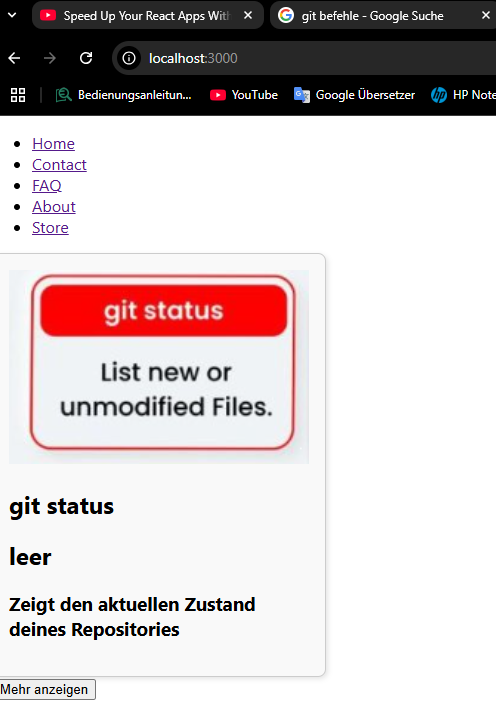 Speed Up Your React Apps With
git befehle - Google Suche
localhost:3000
Bedienungsanleitun...
YouTube
Google Übersetzer
HP Note
Home
Contact
FAQ
About
Store
git status
List new or
unmodified Files.
git status
leer
Zeigt den aktuellen Zustand
deines Repositories
Mehr anzeigen